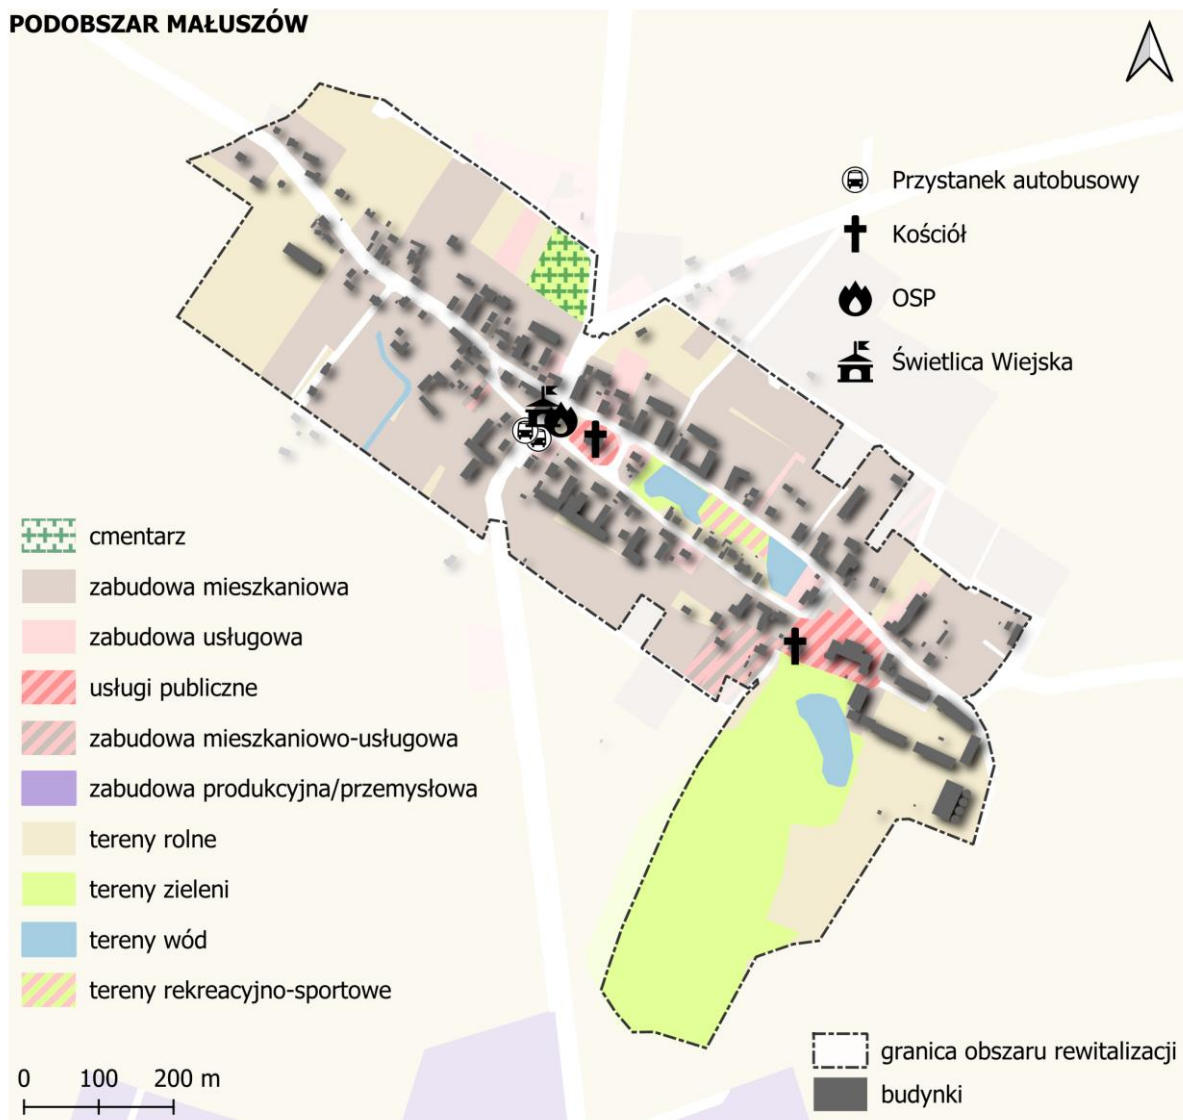 PODOBSZAR MAŁUSZÓW
Przystanek autobusowy
Kościół
OSP
Świetlica Wiejska
cmentarz
zabudowa mieszkaniowa
zabudowa usługowa
usługi publiczne
zabudowa mieszkaniowo-usługowa
zabudowa produkcyjna/przemysłowa
tereny rolne
tereny zieleni
tereny wód
tereny rekreacyjno-sportowe
0 100 200 m
granica obszaru rewitalizacji
budynki